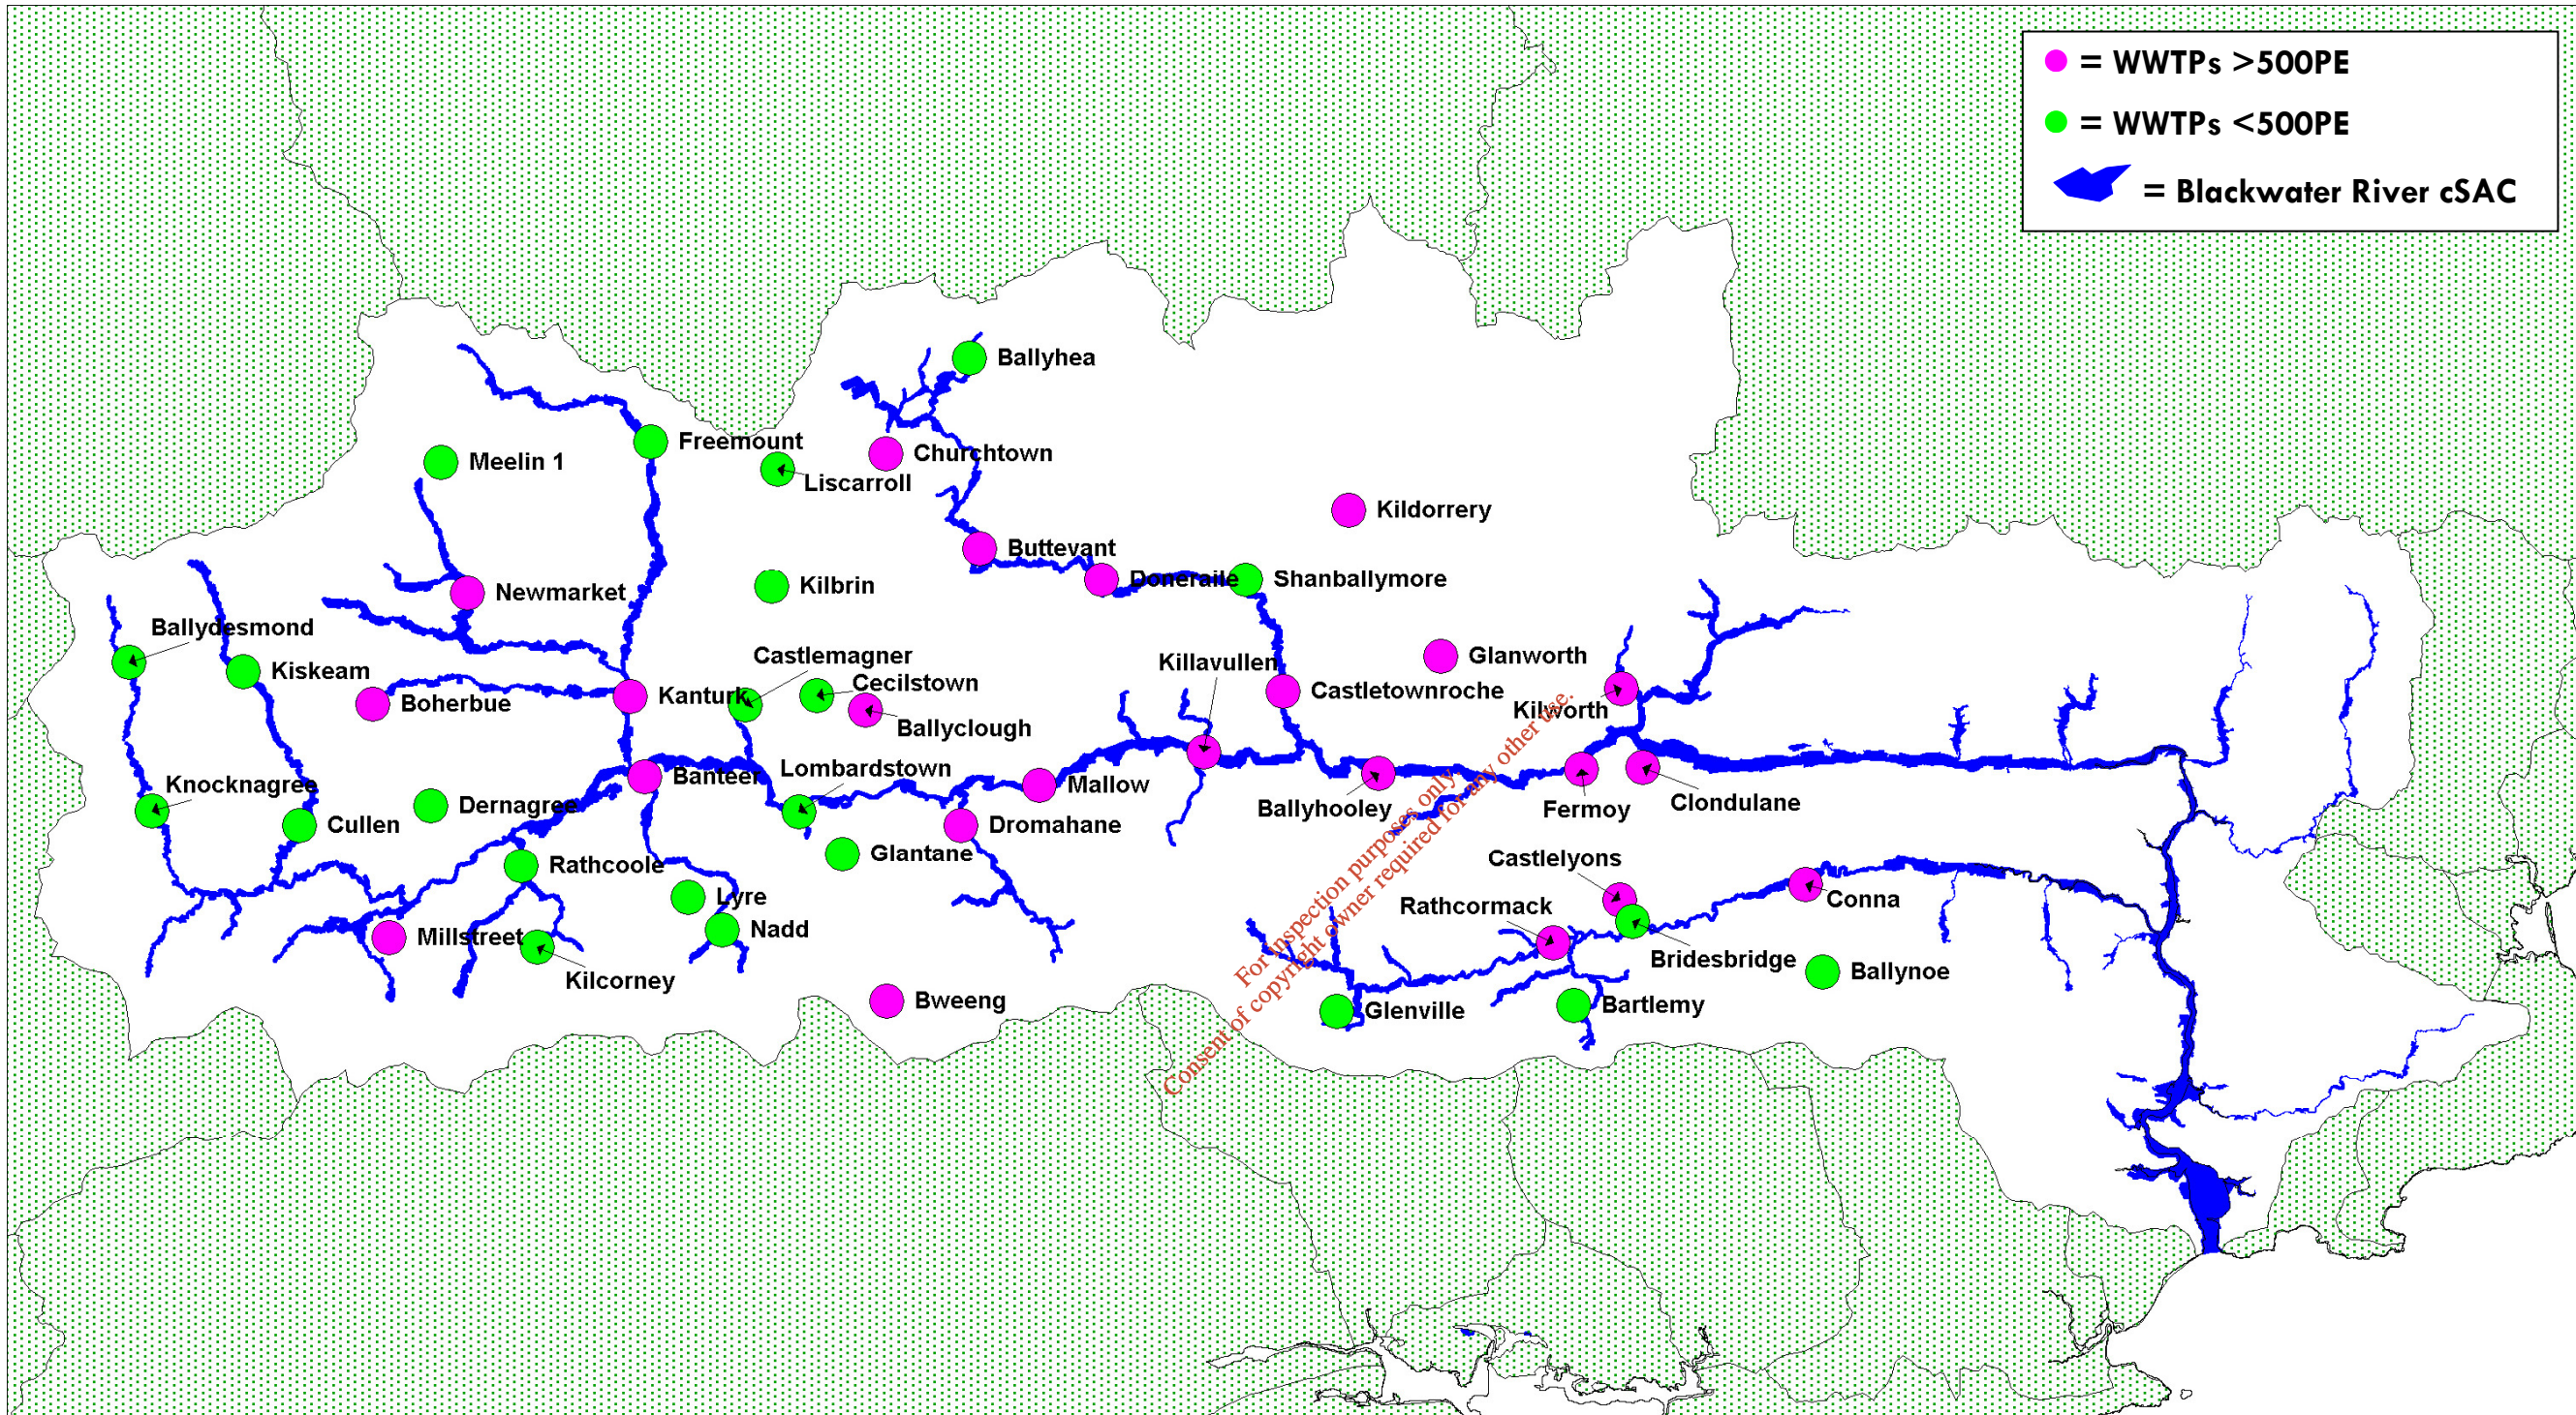 = WWTPs >500PE
= WWTPs <500PE
= Blackwater River cSAC
Ballyhea
Freemount
Churchtown
Meelin 1
Liscarroll
Kildorrery
Buttevant
Doneraile
Shanballymore
Kilbrin
Newmarket
Ballydesmond
Castlemagner
Killavullen
Glanworth
Kiskeam
Cecilstown
Castletownroche
Boherbue
Kanturk
Kilworth
Ballyclough
Banteer
Lombardstown
Knocknagree
Mallow
Dernagree
Ballyhooley
Fermoy
Clondulane
Cullen
Dromahane
Glantane
Castlelyons
Rathcoole
Lyre
Conna
Rathcormack
Nadd
Millstreet
Bridesbridge
Ballynoe
Kilcorney
Bweeng
Glenville
Bartlemy
For inspection purposes only.
Consent of copyright owner required for any other use.